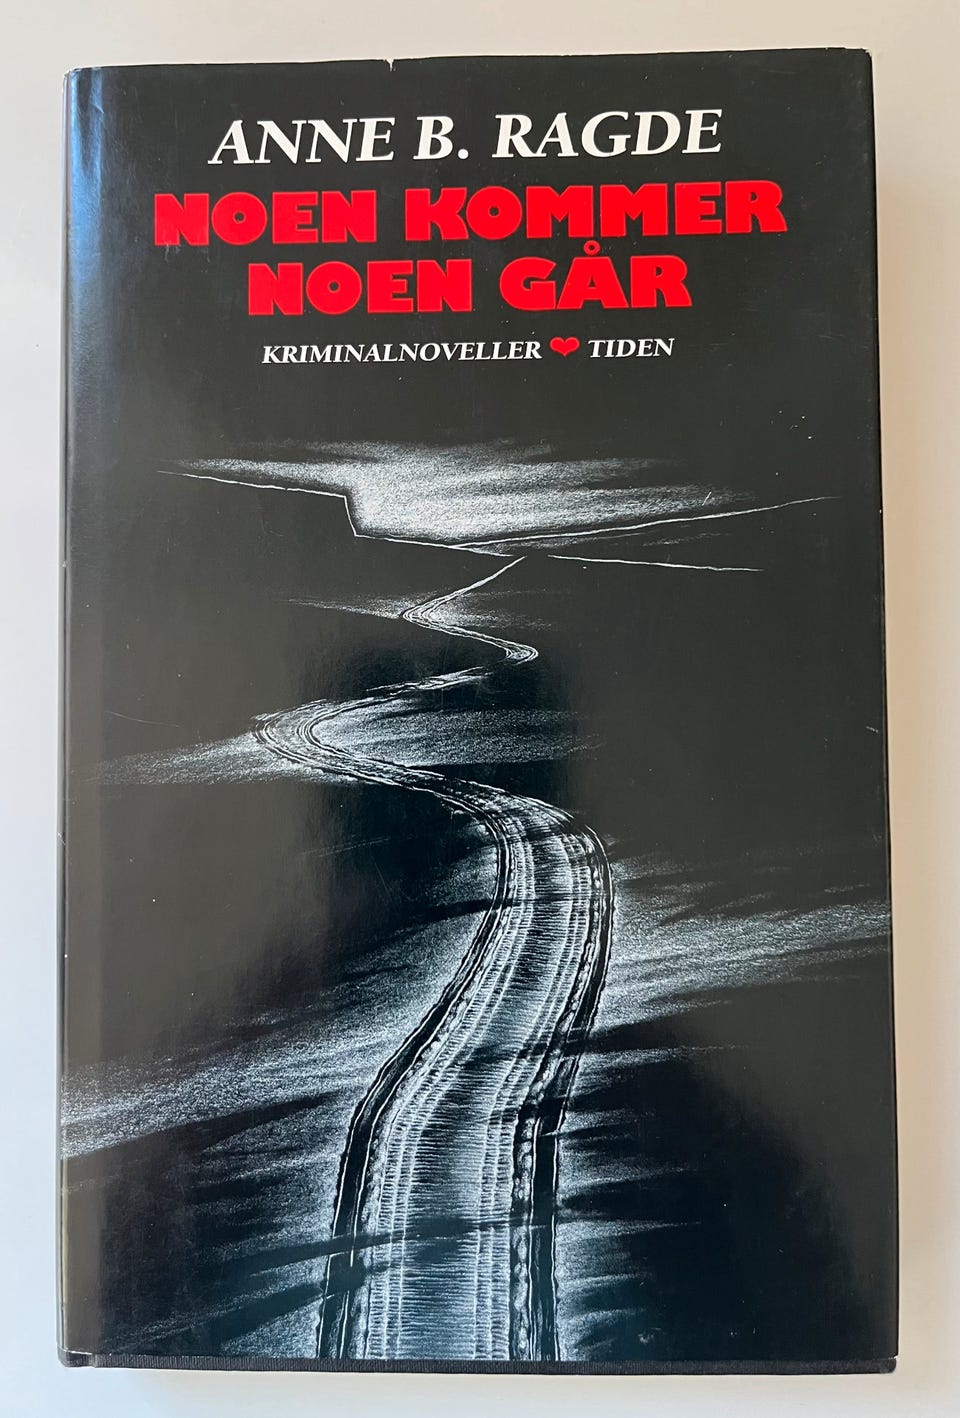 ANNE B. RAGDE
NOEN KOMMER
NOEN GÅR
KRIMINALNOVELLER ❤ TIDEN